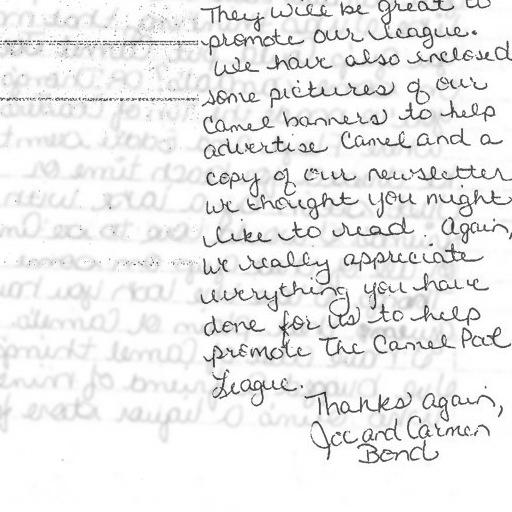 They will be great to
promote our league.
We have also enclosed
some pictures of our
Camel banners to help
advertise Camel and a
copy of our newsletter
we thought you might
like to read. Again,
we really appreciate
everything you have
done for us to help
promote The Camel Pool
League.
Thanks again,
Joe and Carmen
Bond